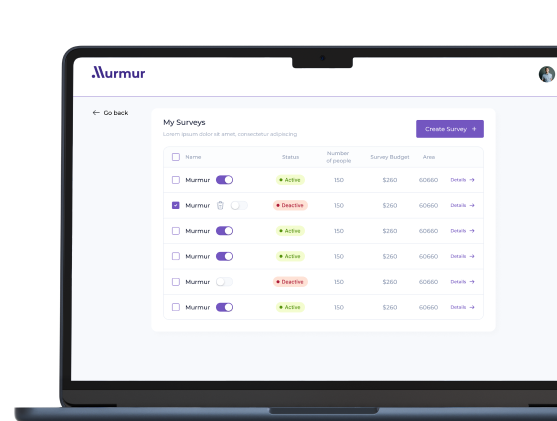 Murmur
Go back
My Surveys
Lorem ipsum dolor sit amet, consectetur adipiscing
Create Survey +
Name Status Number of people Survey Budget Area
Murmur Active 150 $260 60660 Details
Murmur Deactive 150 $260 60660 Details
Murmur Active 150 $260 60660 Details
Murmur Active 150 $260 60660 Details
Murmur Deactive 150 $260 60660 Details
Murmur Active 150 $260 60660 Details